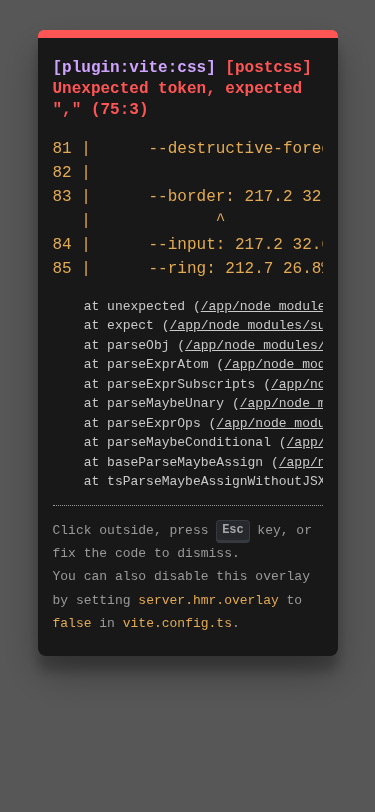 [plugin:vite:css] [postcss]
Unexpected token, expected
"," (75:3)
81 |      --destructive-foreg
82 |
83 |      --border: 217.2 32.
   |             ^
84 |      --input: 217.2 32.6
85 |      --ring: 212.7 26.8%
at unexpected (/app/node_module
at expect (/app/node_modules/su
at parseObj (/app/node_modules/
at parseExprAtom (/app/node_mod
at parseExprSubscripts (/app/no
at parseMaybeUnary (/app/node_m
at parseExprOps (/app/node_modu
at parseMaybeConditional (/app/
at baseParseMaybeAssign (/app/n
at tsParseMaybeAssignWithoutJSX
Click outside, press Esc key, or
fix the code to dismiss.
You can also disable this overlay
by setting server.hmr.overlay to
false in vite.config.ts.